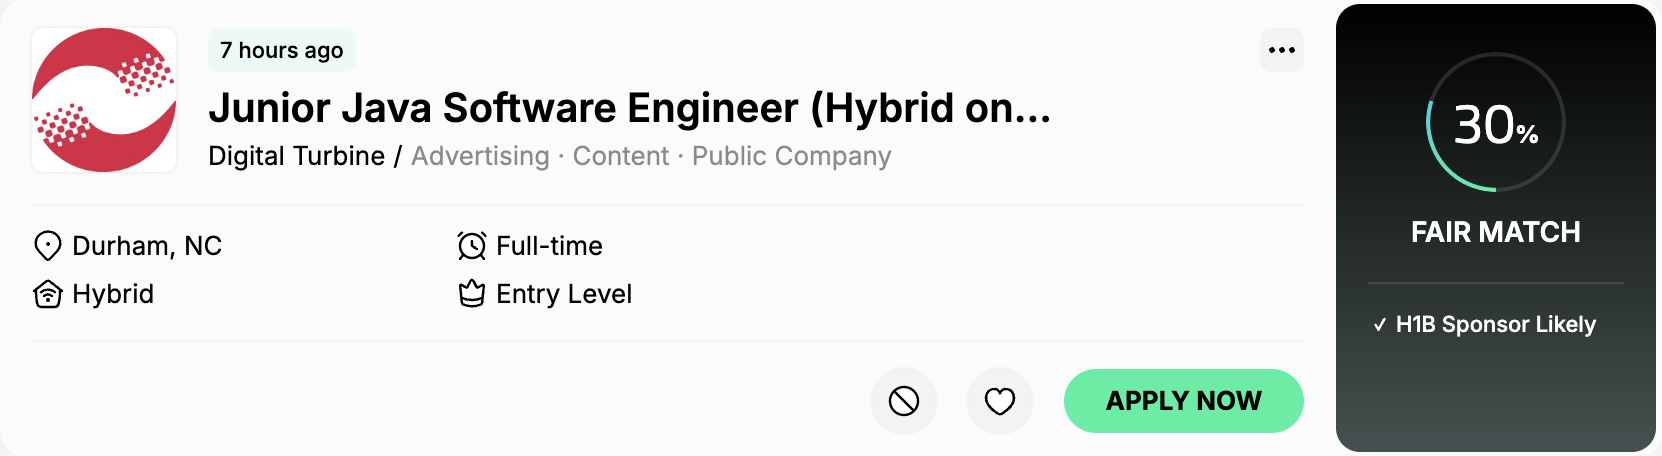 7 hours ago
Junior Java Software Engineer (Hybrid on...
Digital Turbine / Advertising · Content · Public Company
Durham, NC
Full-time
Hybrid
Entry Level
APPLY NOW
30%
FAIR MATCH
✓ H1B Sponsor Likely